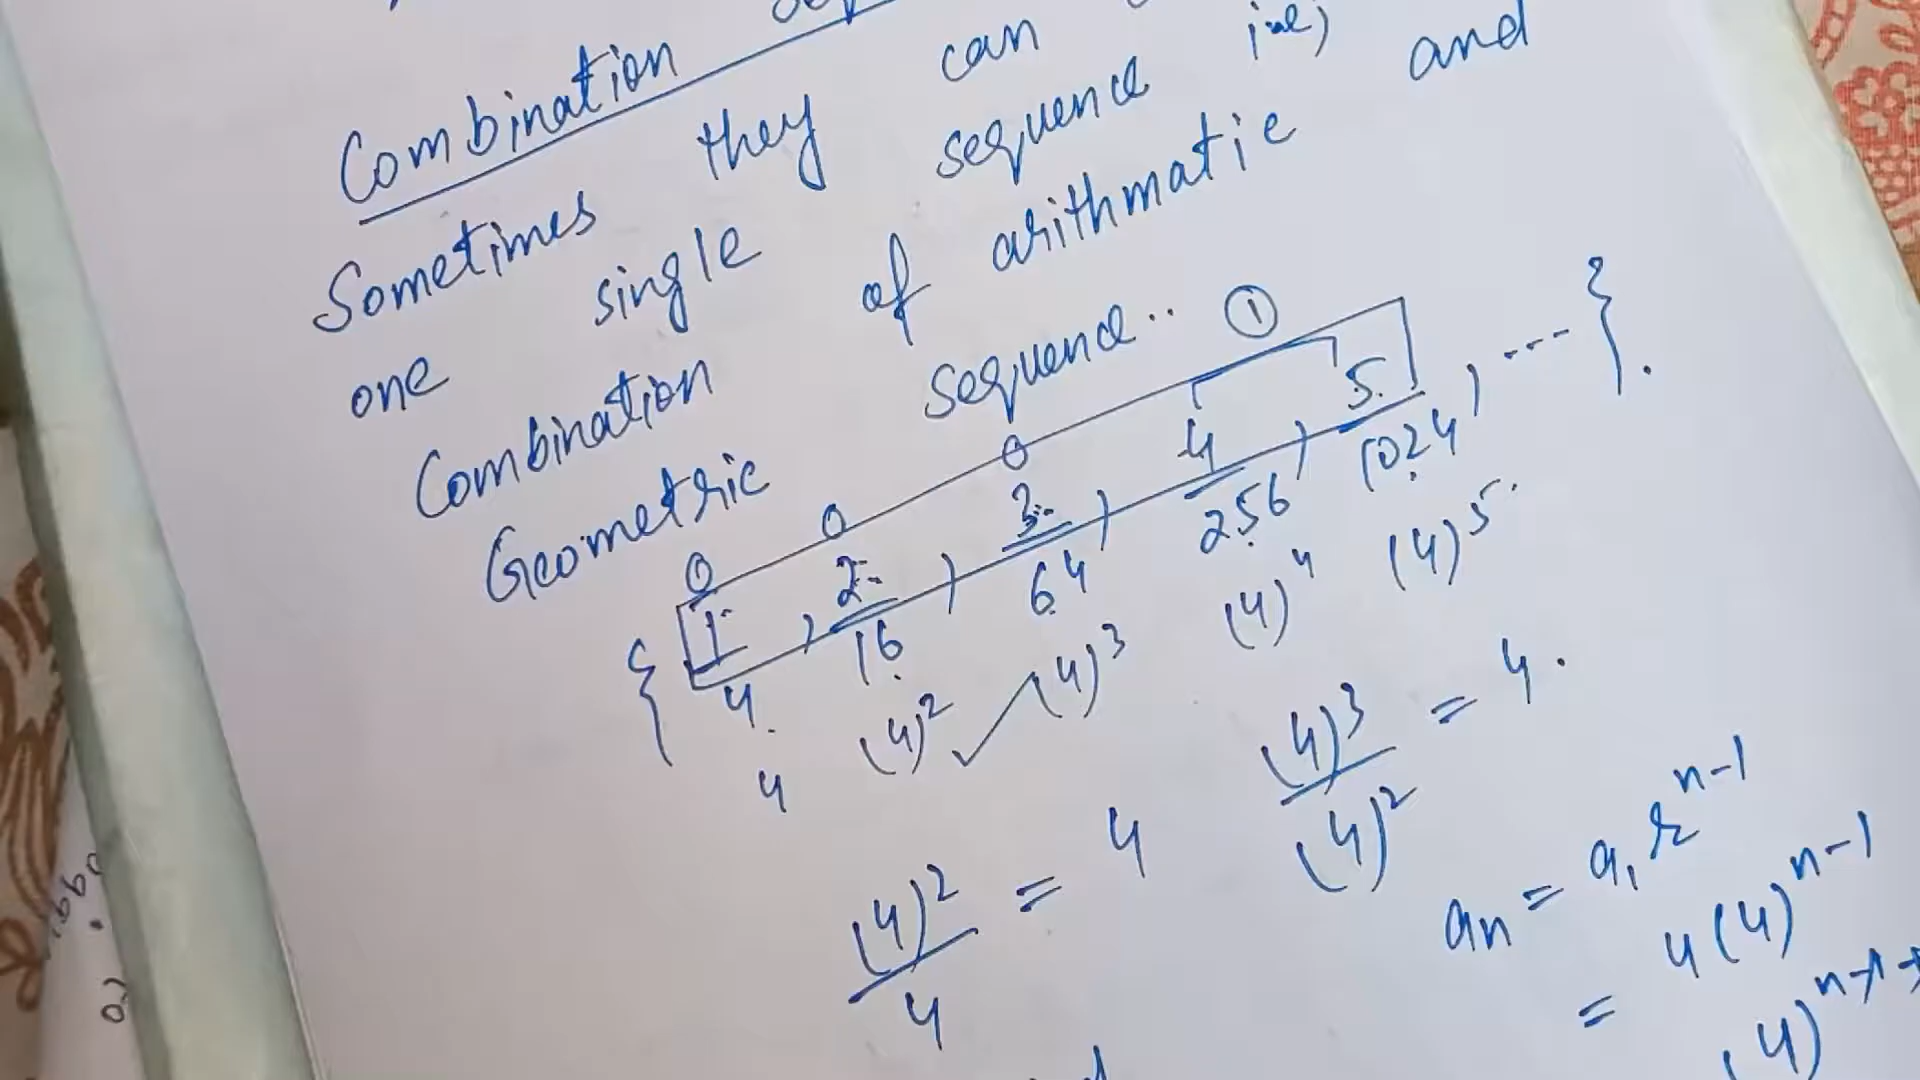 Combination
Sometimes they can
one single sequence
Combination of arithmatic and
Geometric sequence.. ①
{ 1/4, 2/16, 3/64, 4/256, 5/1024, ---- }.
4 (4)² (4)³ (4)⁴ (4)⁵
(4)²/4 = 4 (4)³/(4)² = 4.
an = a₁ r^n-1
= 4(4)^n-1